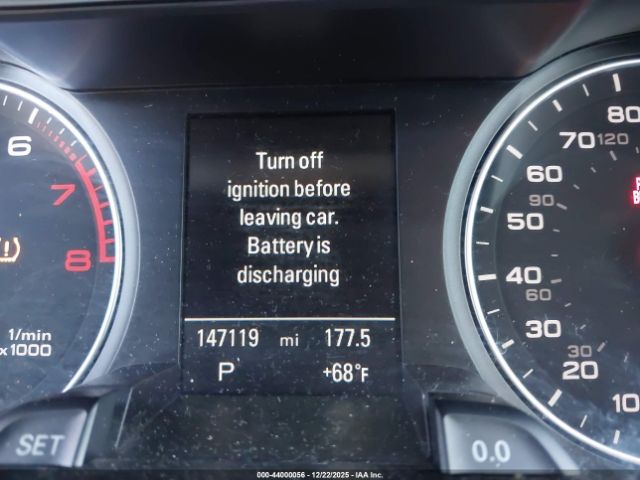 Turn off
ignition before
leaving car.
Battery is
discharging
147119 mi 177.5
P +68°F
6
7
8
1/min
x1000
SET
80
70 120
60
90
50
40
60
30
30
20
10
0.0
000-44000056 - 12/22/2025 - IAA Inc.